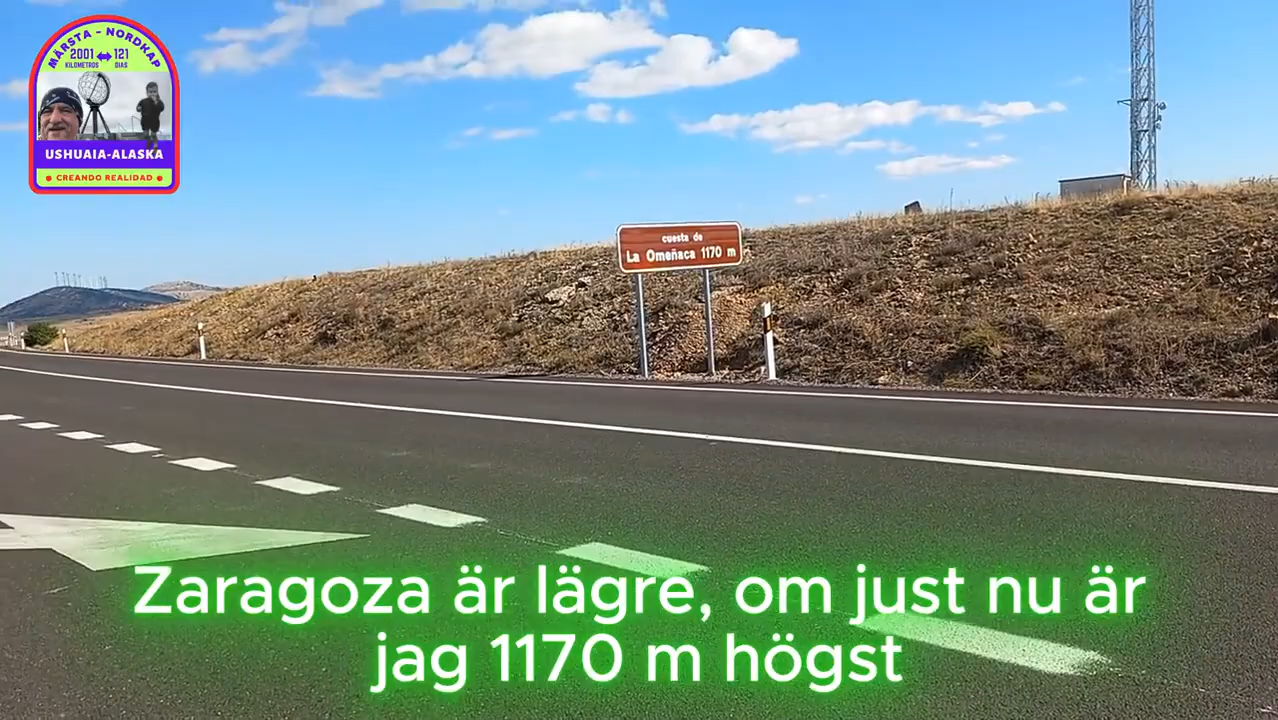 MÄRSTA - NORDKAP
2001 ↔ 121
KILOMETROS DIAS
USHUAIA-ALASKA
CREANDO REALIDAD
cuesta de
La Omeñaca 1170 m
Zaragoza är lägre, om just nu är
jag 1170 m högst